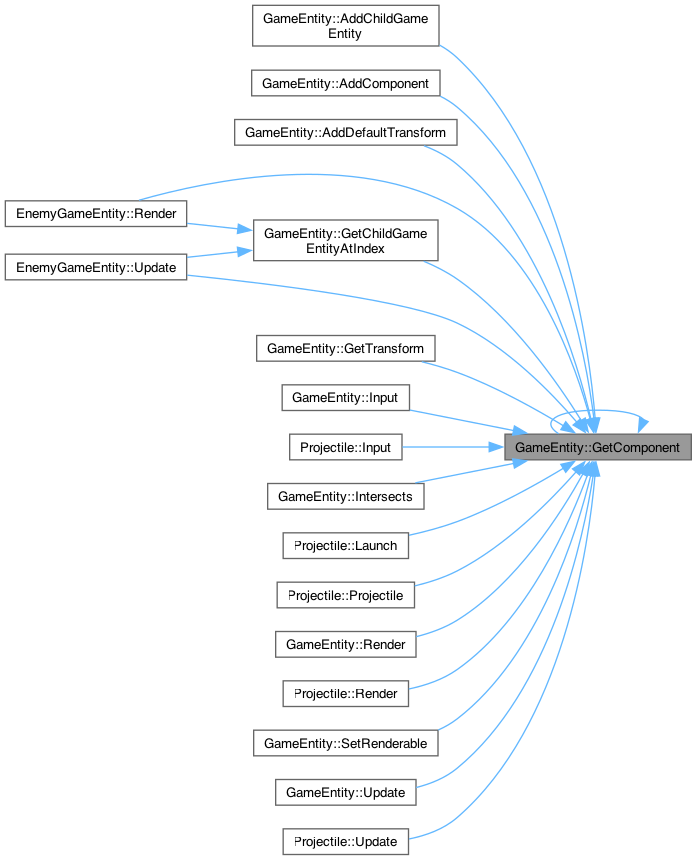 GameEntity::AddChildGame
Entity
GameEntity::AddComponent
GameEntity::AddDefaultTransform
EnemyGameEntity::Render
GameEntity::GetChildGame
EntityAtIndex
EnemyGameEntity::Update
GameEntity::GetTransform
GameEntity::Input
Projectile::Input
GameEntity::GetComponent
GameEntity::Intersects
Projectile::Launch
Projectile::Projectile
GameEntity::Render
Projectile::Render
GameEntity::SetRenderable
GameEntity::Update
Projectile::Update